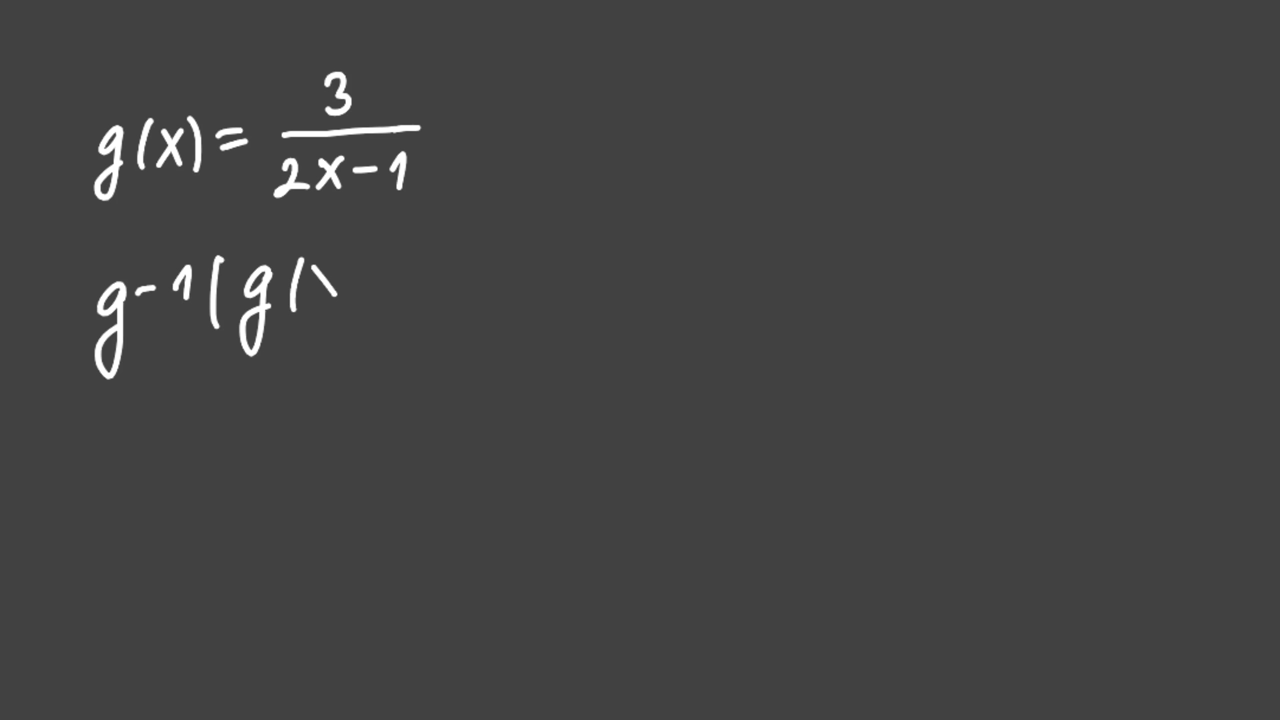 g(x) = 3/(2x-1)
g-1(g(\